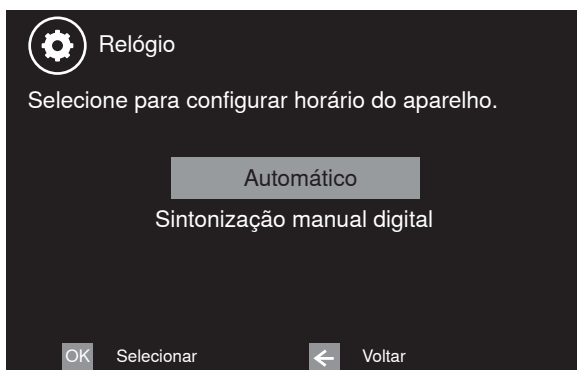 Relógio
Selecione para configurar horário do aparelho.
Automático
Sintonização manual digital
OK Selecionar Voltar